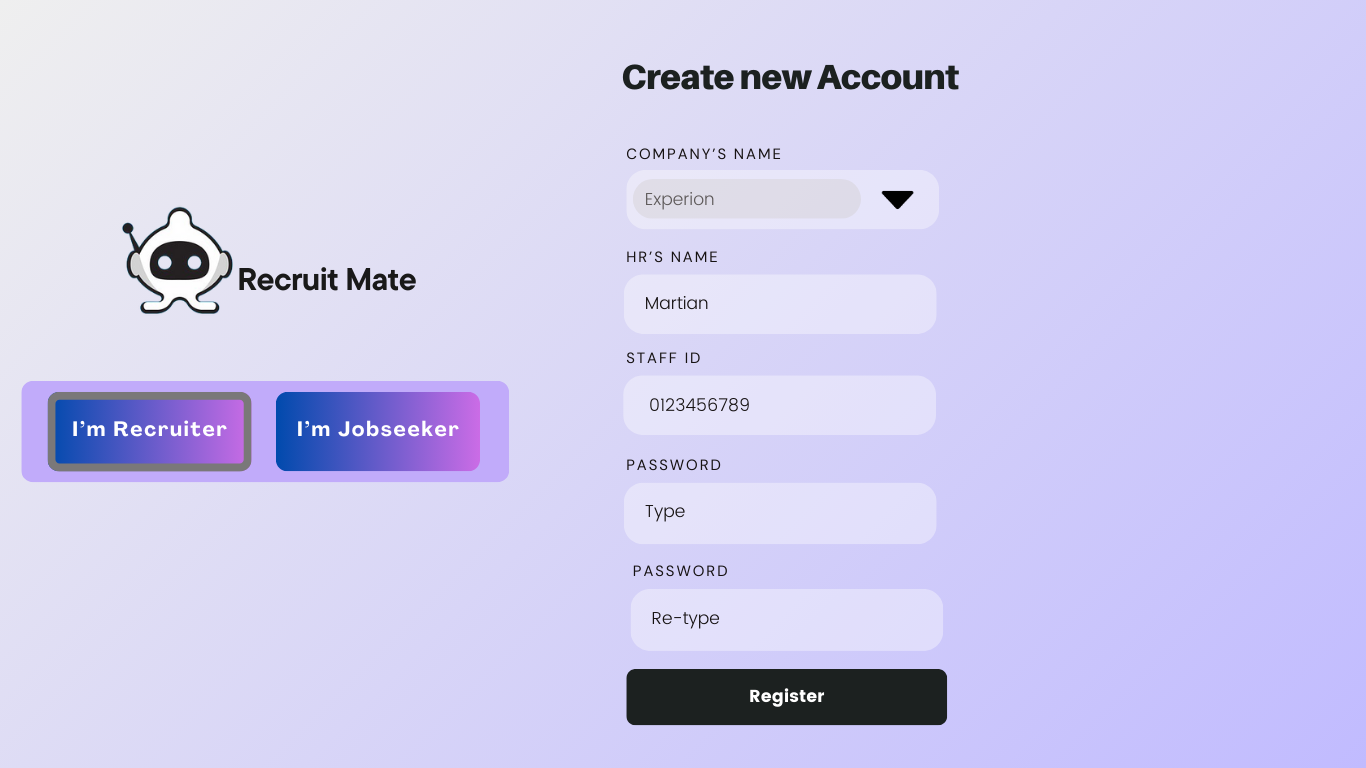 Create new Account
COMPANY’S NAME
Experion
HR’S NAME
Martian
STAFF ID
0123456789
PASSWORD
Type
PASSWORD
Re-type
Register
Recruit Mate
I’m Recruiter
I’m Jobseeker